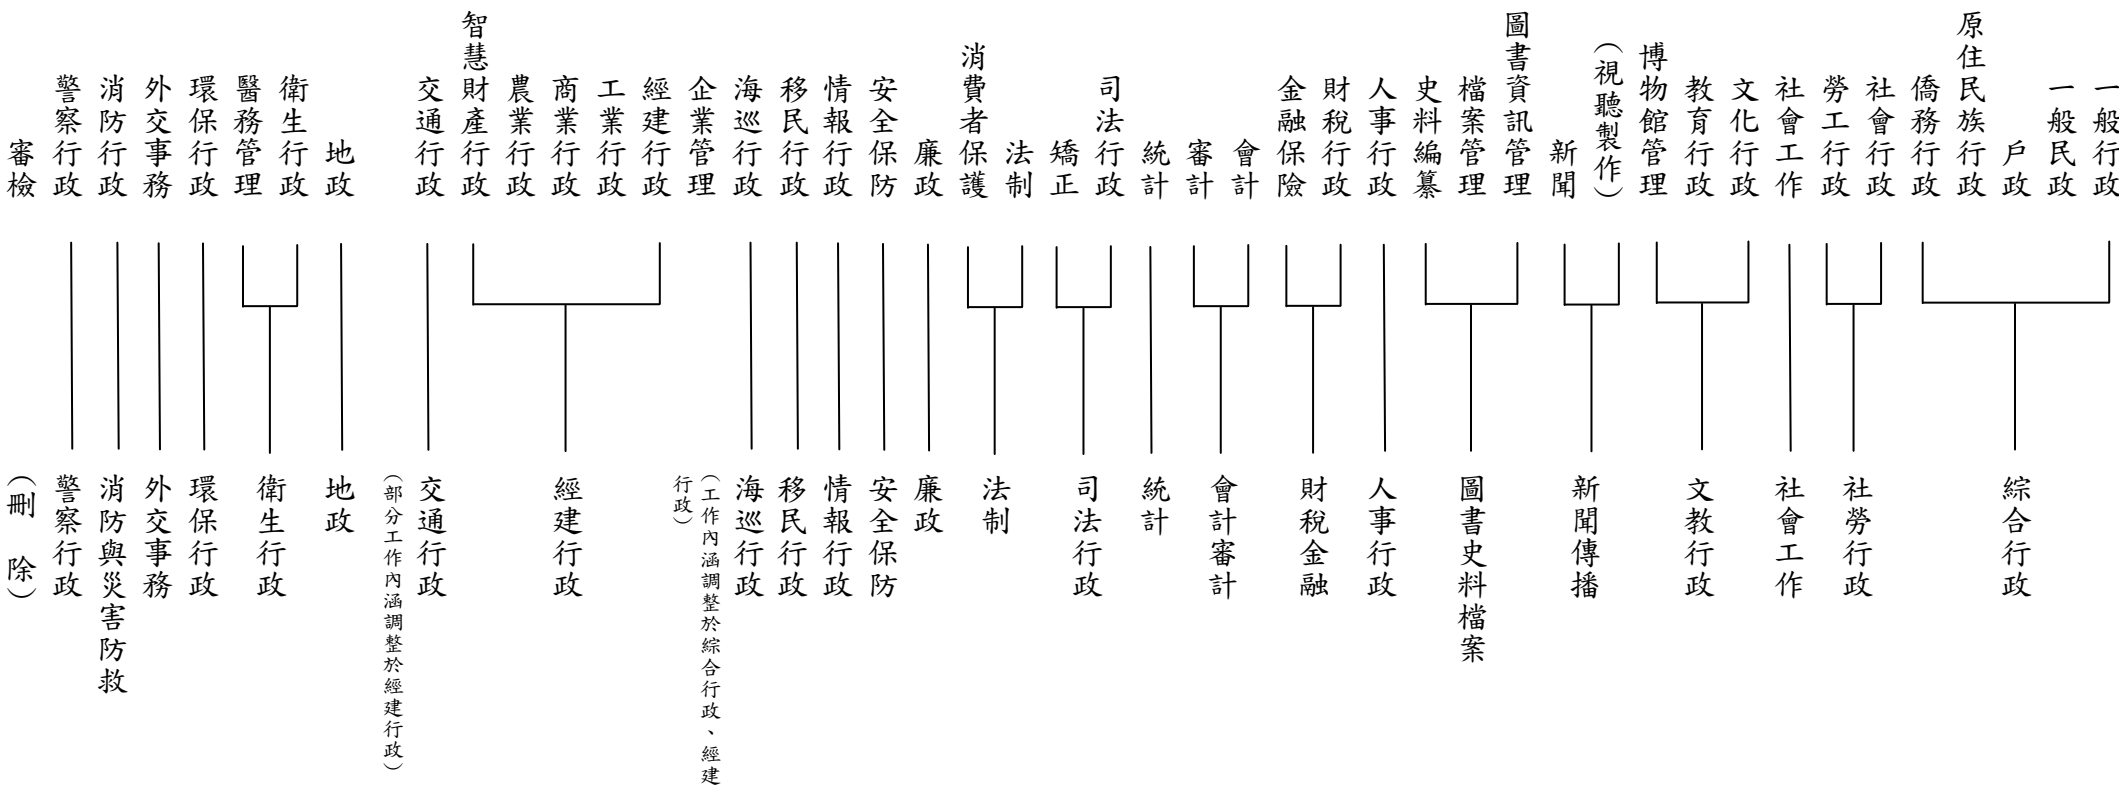 一般行政
一般民政
戶政
原住民族行政
僑務行政
社會行政
勞工行政
社會工作
文化行政
教育行政
博物館管理
（視聽製作）
新聞
圖書資訊管理
檔案管理
史料編纂
人事行政
財稅行政
金融保險
會計
審計
統計
司法行政
矯正
法制
消費者保護
廉政
安全保防
情報行政
移民行政
海巡行政
企業管理
經建行政
工業行政
商業行政
農業行政
智慧財產行政
交通行政
地政
衛生行政
醫務管理
環保行政
外交事務
消防行政
警察行政
審檢
綜合行政
社勞行政
社會工作
文教行政
新聞傳播
圖書史料檔案
人事行政
財稅金融
會計審計
統計
司法行政
法制
廉政
安全保防
情報行政
移民行政
海巡行政
（工作內涵調整於綜合行政、經建
行政）
經建行政
交通行政
（部分工作內涵調整於經建行政）
地政
衛生行政
環保行政
外交事務
消防與災害防救
警察行政
（刪 除）